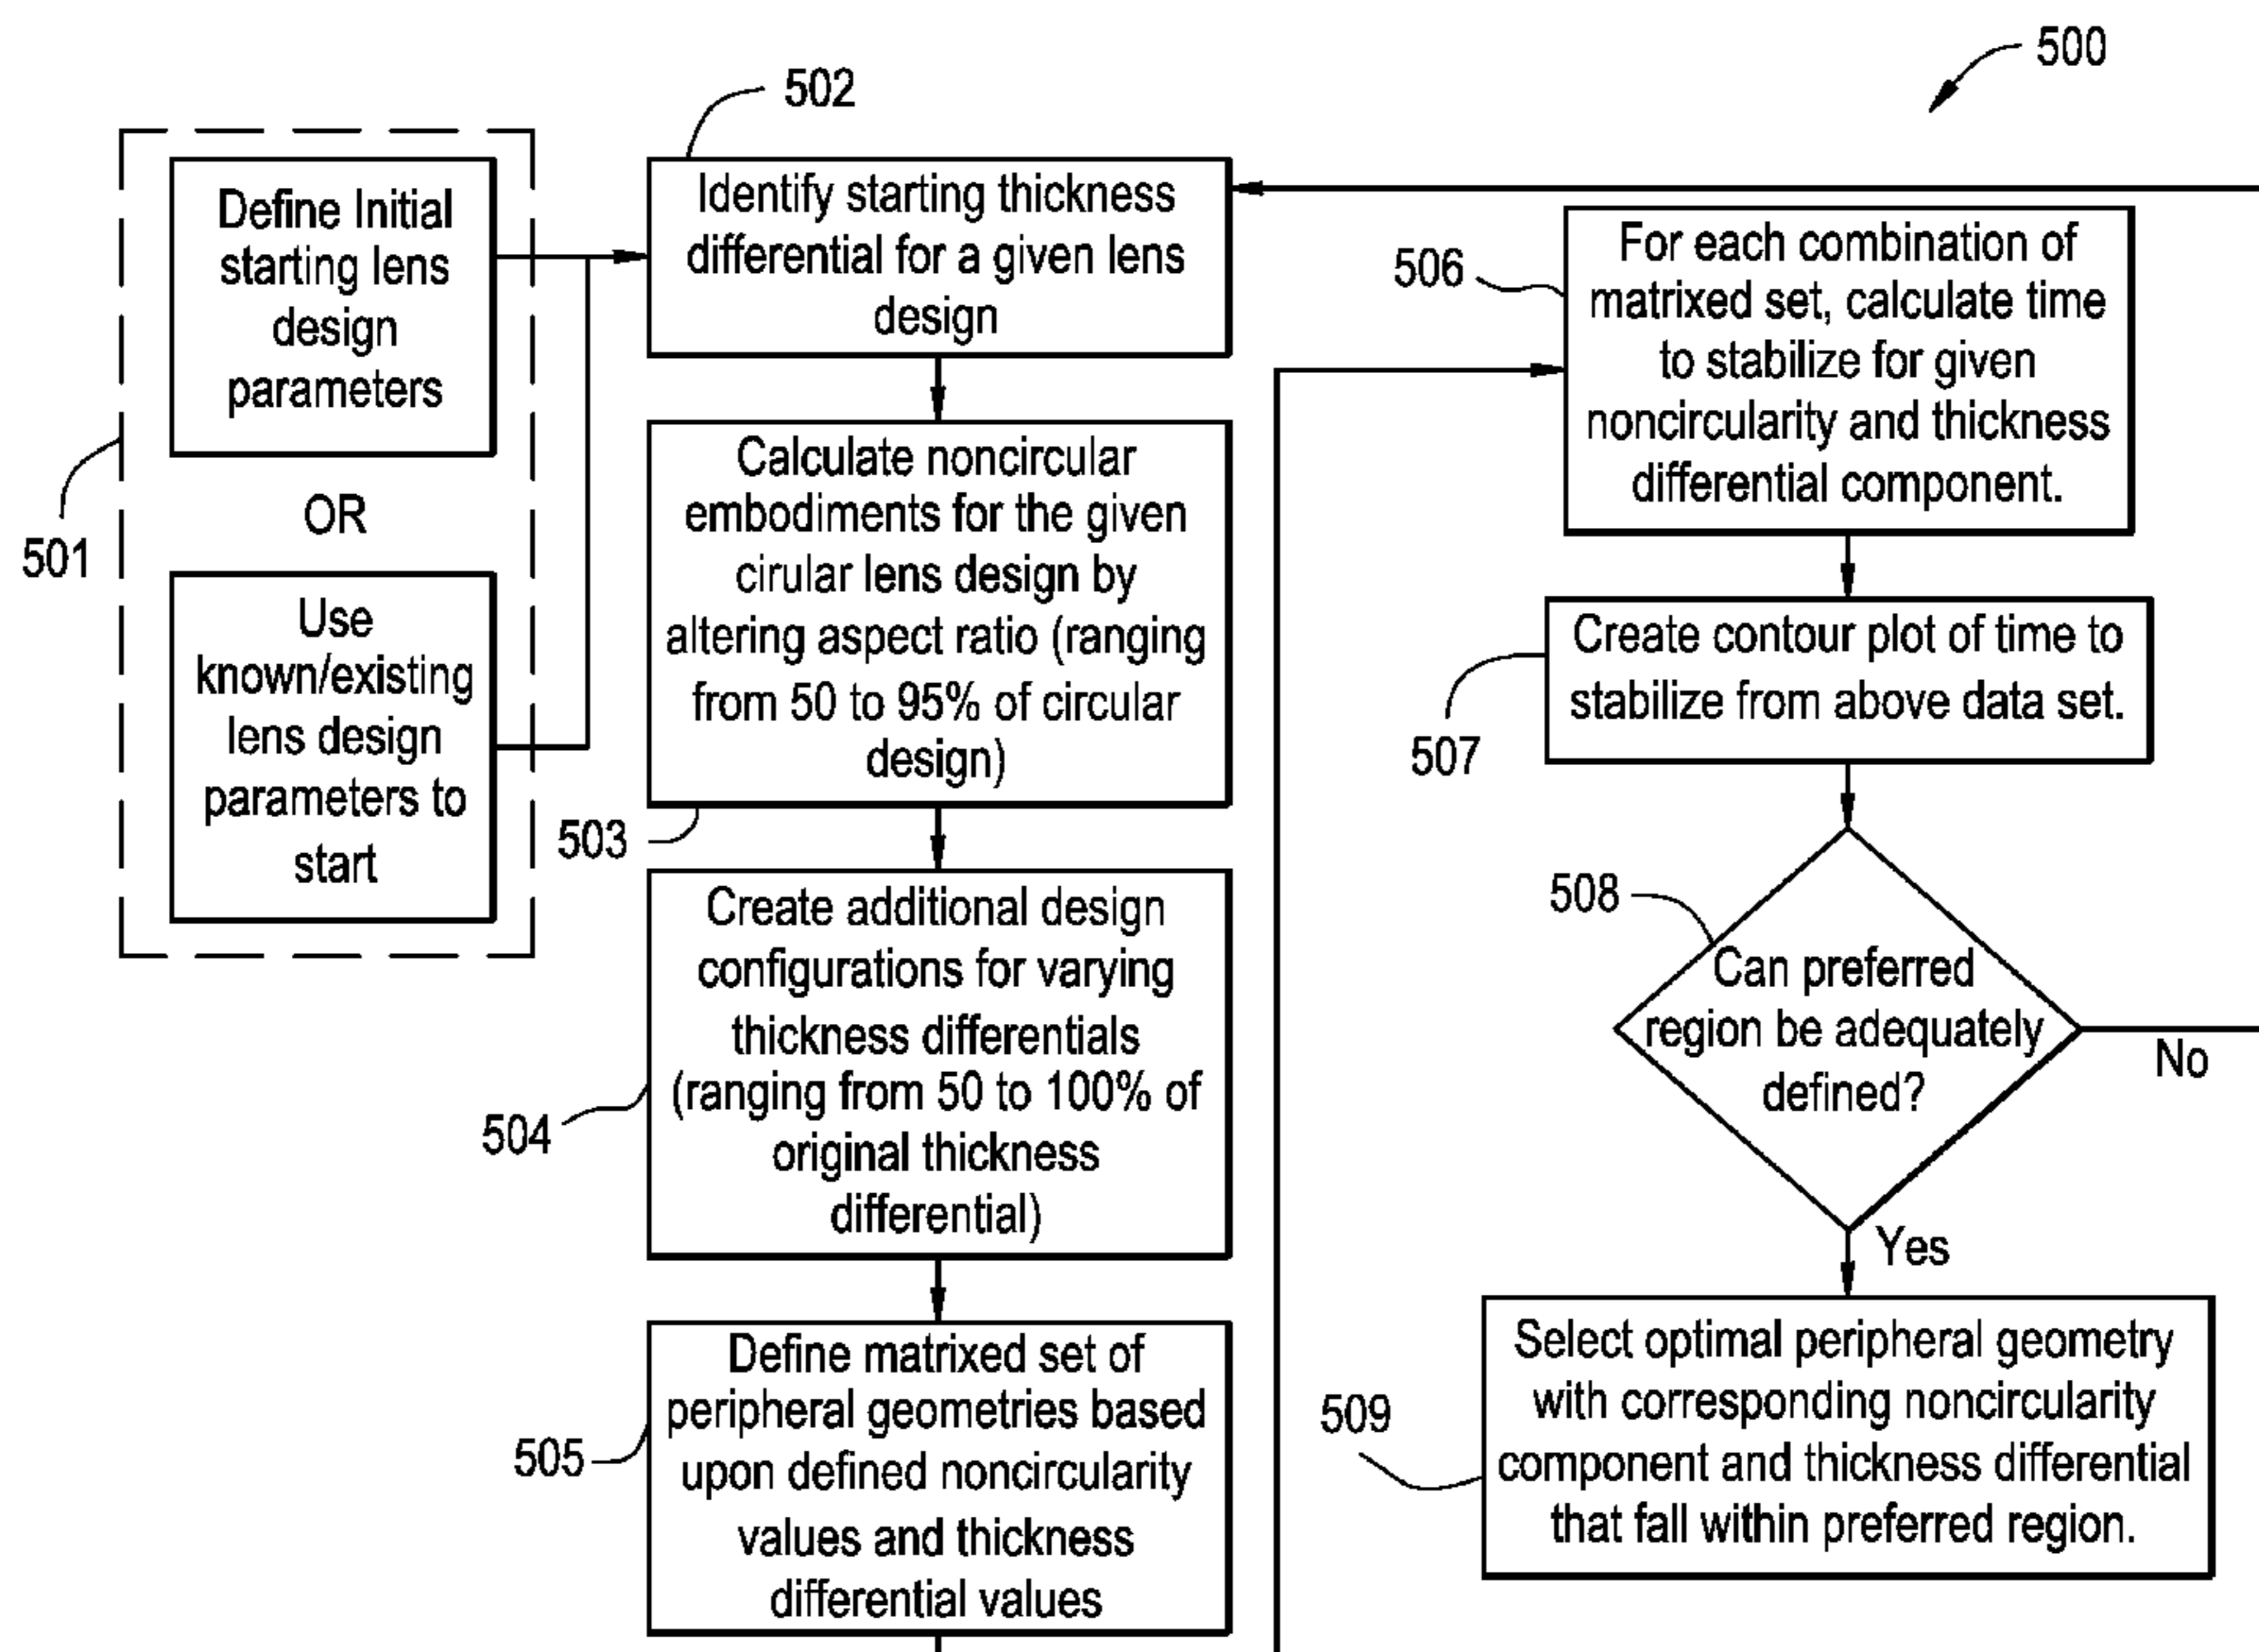 500
502
Define Initial
starting lens
design
parameters
OR
Use
known/existing
lens design
parameters to
start
501
Identify starting thickness
differential for a given lens
design
Calculate noncircular
embodiments for the given
cirular lens design by
altering aspect ratio (ranging
from 50 to 95% of circular
design)
503
Create additional design
configurations for varying
thickness differentials
(ranging from 50 to 100% of
original thickness
differential)
504
Define matrixed set of
peripheral geometries based
upon defined noncircularity
values and thickness
differential values
505
506
For each combination of
matrixed set, calculate time
to stabilize for given
noncircularity and thickness
differential component.
Create contour plot of time to
stabilize from above data set.
507
508
Can preferred
region be adequately
defined?
No
Yes
Select optimal peripheral geometry
with corresponding noncircularity
component and thickness differential
that fall within preferred region.
509